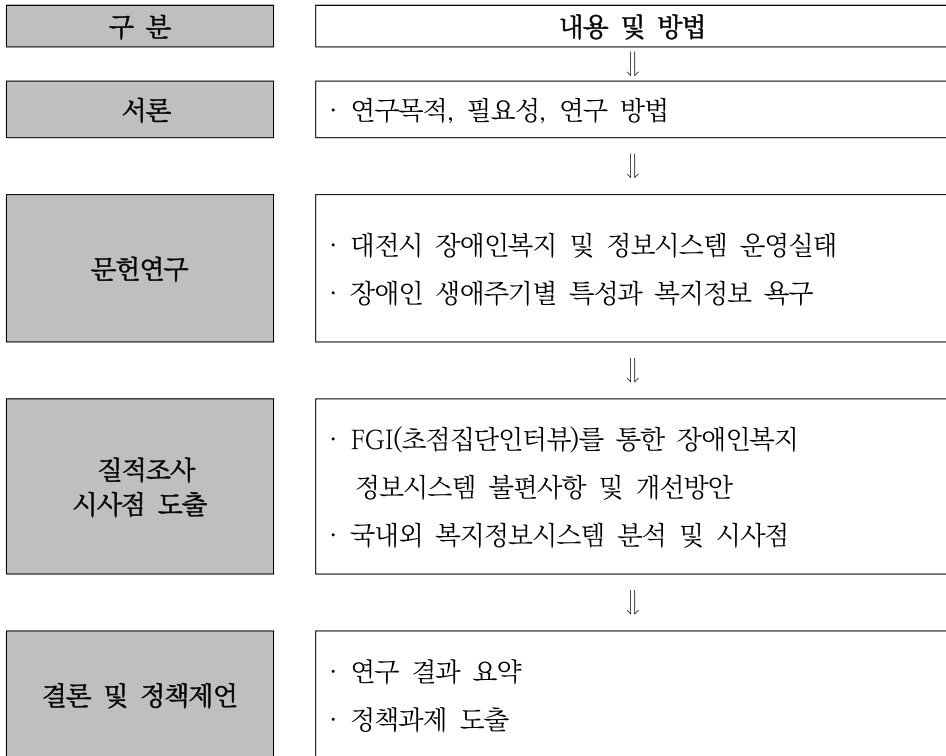 구 분
내용 및 방법
⇓
서론
· 연구목적, 필요성, 연구 방법
⇓
문헌연구
· 대전시 장애인복지 및 정보시스템 운영실태
· 장애인 생애주기별 특성과 복지정보 욕구
⇓
질적조사
시사점 도출
· FGI(초점집단인터뷰)를 통한 장애인복지
정보시스템 불편사항 및 개선방안
· 국내외 복지정보시스템 분석 및 시사점
⇓
결론 및 정책제언
· 연구 결과 요약
· 정책과제 도출